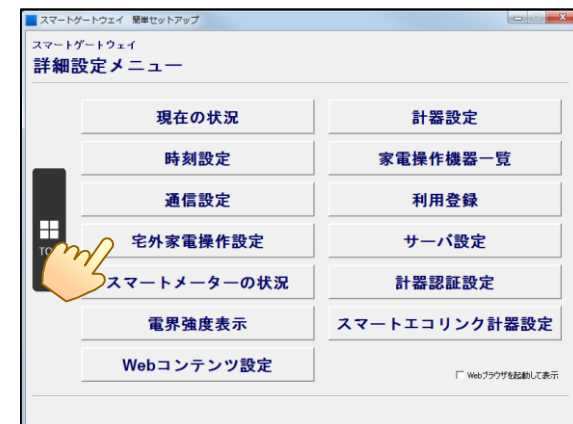 スマートゲートウェイ 簡単セットアップ
スマートゲートウェイ
詳細設定メニュー
現在の状況
計器設定
時刻設定
家電操作機器一覧
通信設定
利用登録
宅外家電操作設定
サーバ設定
スマートメーターの状況
計器認証設定
電界強度表示
スマートエコリンク計器設定
Webコンテンツ設定
Webブラウザを起動して表示